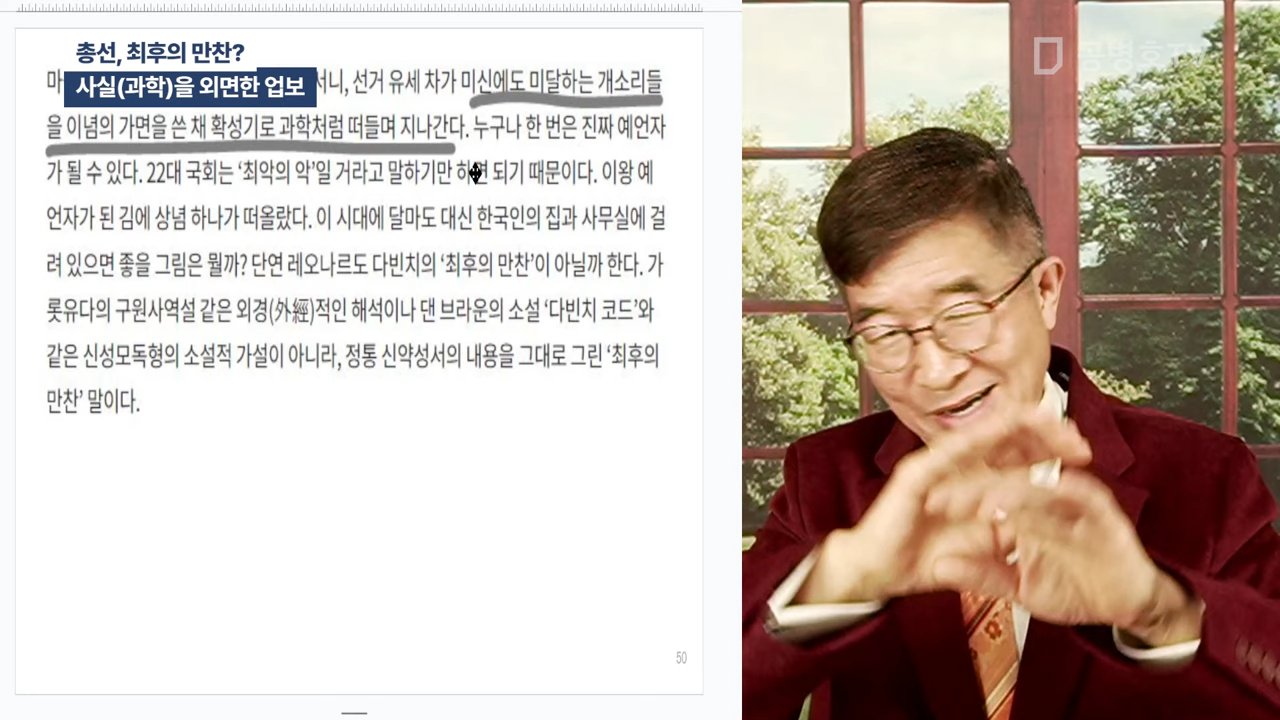 총선, 최후의 만찬?
사실(과학)을 외면한 업보
마
서니, 선거 유세 차가 미신에도 미달하는 개소리들
을 이념의 가면을 쓴 채 확성기로 과학처럼 떠들며 지나간다. 누구나 한 번은 진짜 예언자
가 될 수 있다. 22대 국회는 ‘최악의 악’일 거라고 말하기만 하면 되기 때문이다. 이왕 예
언자가 된 김에 상념 하나가 떠올랐다. 이 시대에 달마도 대신 한국인의 집과 사무실에 걸
려 있으면 좋을 그림은 뭘까? 단연 레오나르도 다빈치의 ‘최후의 만찬’이 아닐까 한다. 가
롯유다의 구원사역설 같은 외경(外經)적인 해석이나 댄 브라운의 소설 ‘다빈치 코드’와
같은 신성모독형의 소설적 가설이 아니라, 정통 신약성서의 내용을 그대로 그린 ‘최후의
만찬’ 말이다.
50